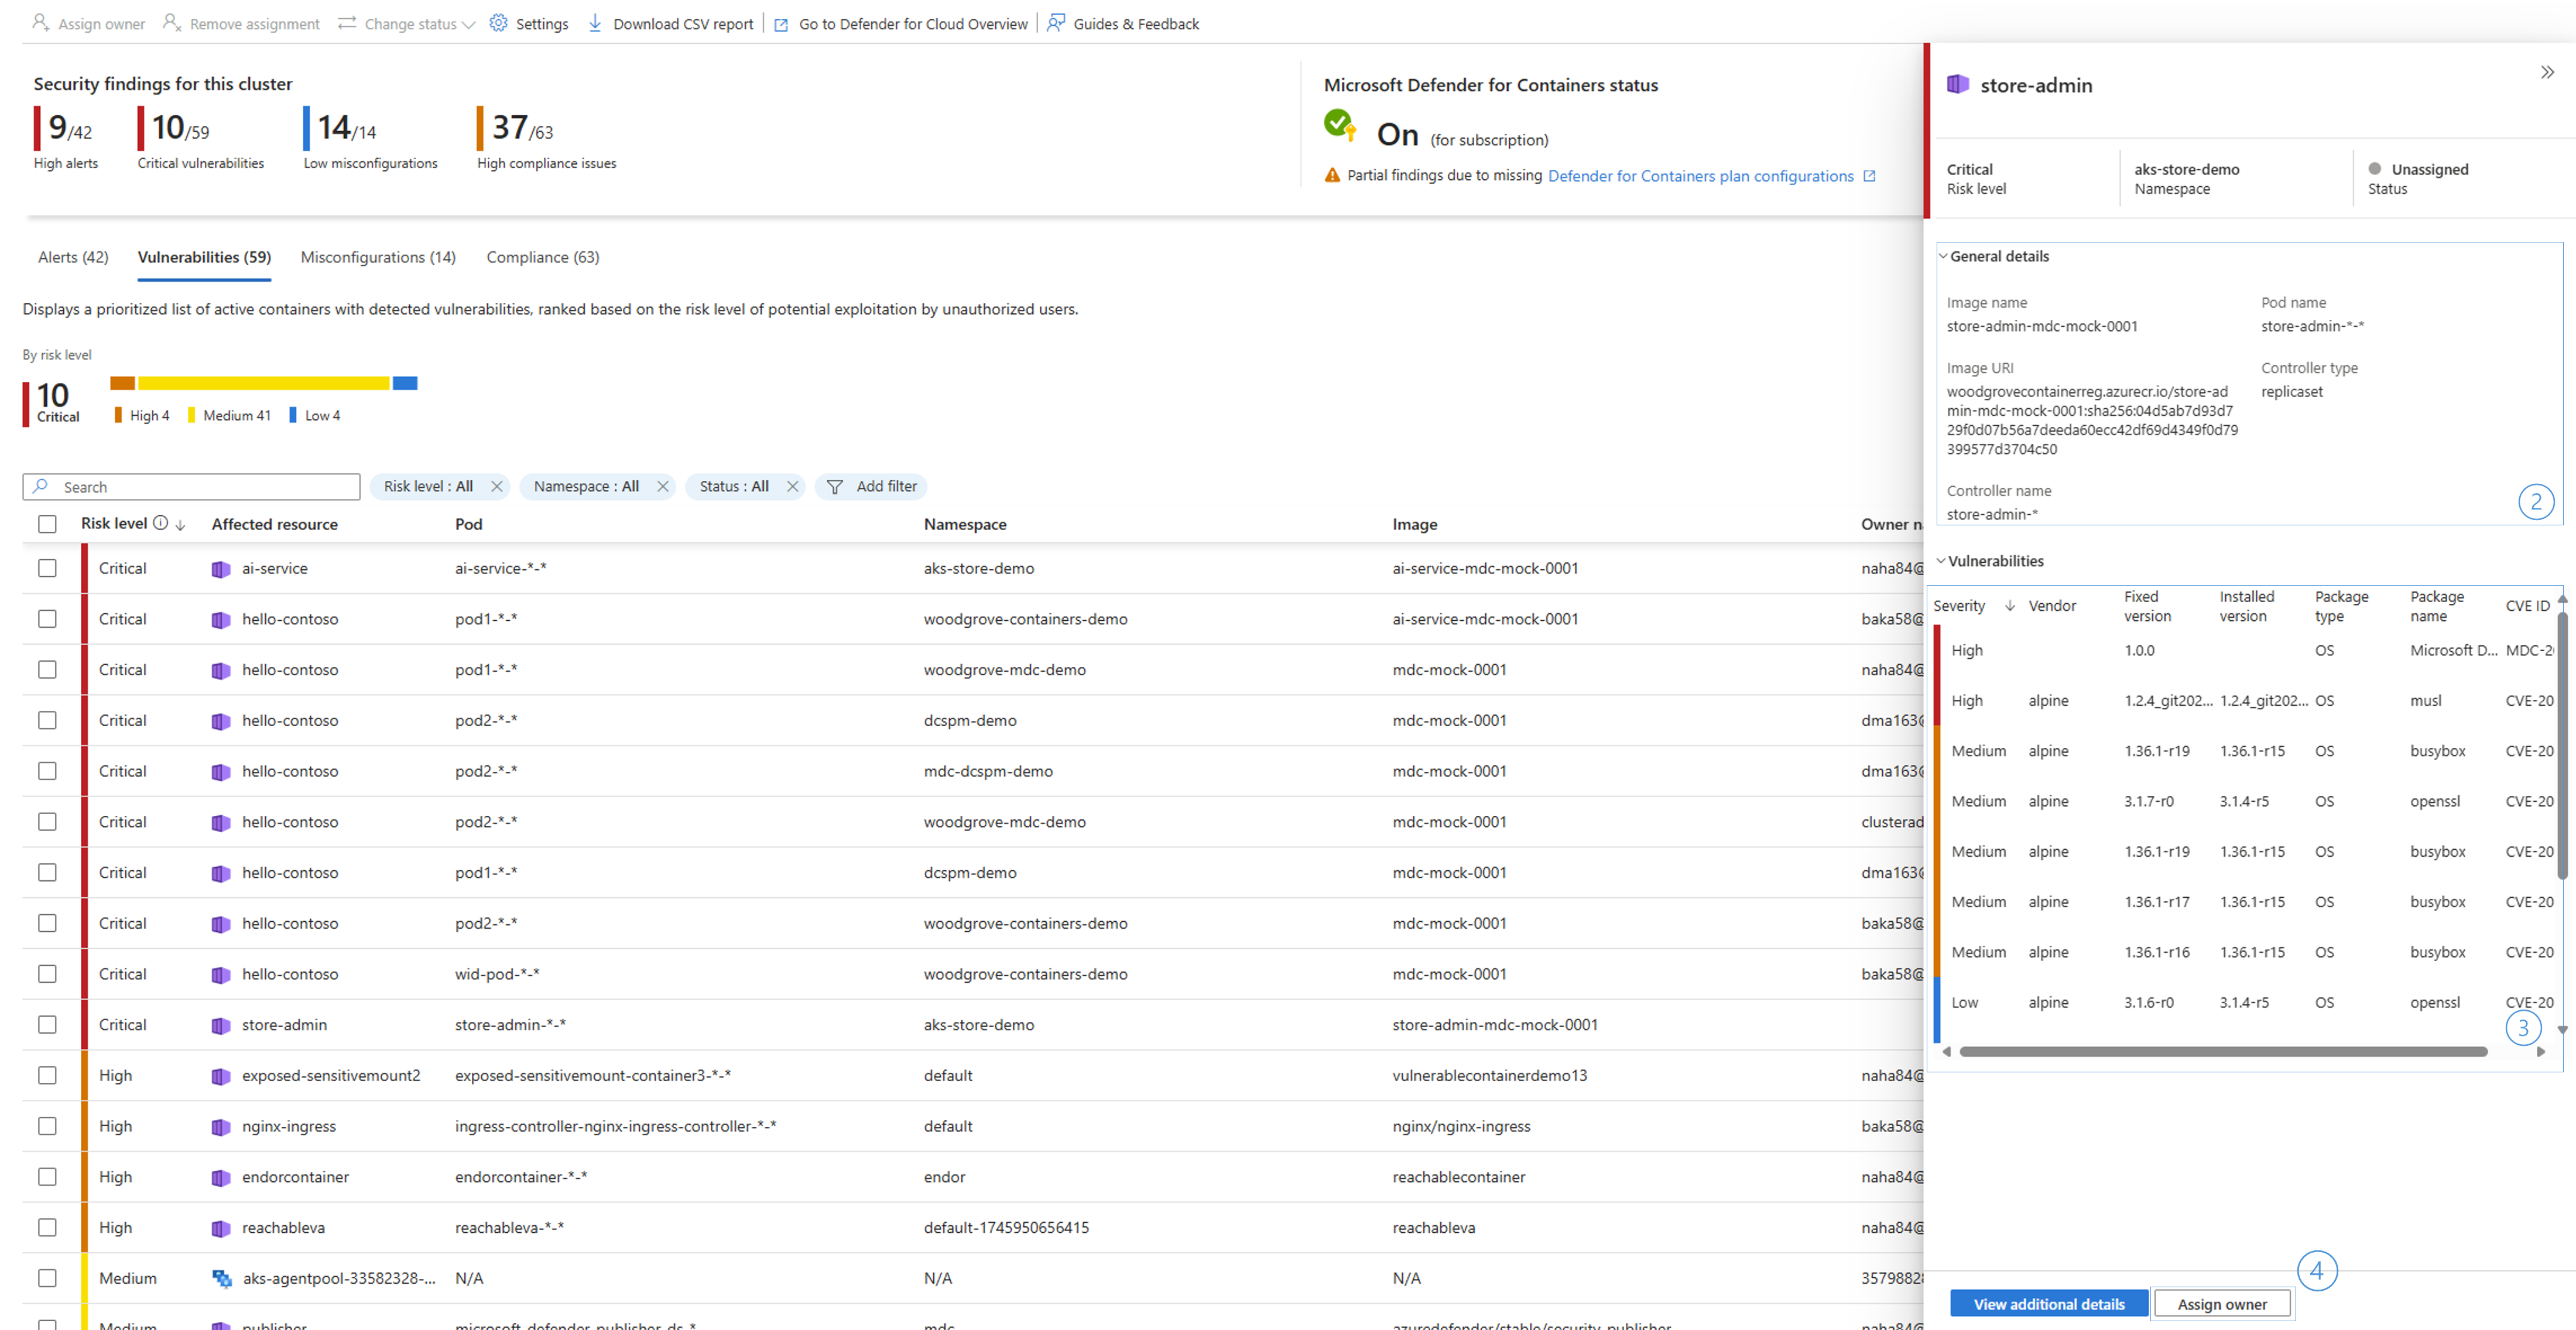 Assign owner Remove assignment Change status Settings Download CSV report Go to Defender for Cloud Overview Guides & Feedback
Security findings for this cluster
9/42
High alerts
10/59
Critical vulnerabilities
14/14
Low misconfigurations
37/63
High compliance issues
Microsoft Defender for Containers status
On (for subscription)
Partial findings due to missing Defender for Containers plan configurations
Alerts (42) Vulnerabilities (59) Misconfigurations (14) Compliance (63)
Displays a prioritized list of active containers with detected vulnerabilities, ranked based on the risk level of potential exploitation by unauthorized users.
By risk level
10
Critical
High 4 Medium 41 Low 4
Search Risk level : All Namespace : All Status : All Add filter
Risk level Affected resource Pod Namespace Image Owner n
Critical ai-service ai-service-*-* aks-store-demo ai-service-mdc-mock-0001 naha84@
Critical hello-contoso pod1-*-* woodgrove-containers-demo ai-service-mdc-mock-0001 baka58@
Critical hello-contoso pod1-*-* woodgrove-mdc-demo mdc-mock-0001 naha84@
Critical hello-contoso pod2-*-* dcspm-demo mdc-mock-0001 dma163@
Critical hello-contoso pod2-*-* mdc-dcspm-demo mdc-mock-0001 dma163@
Critical hello-contoso pod2-*-* woodgrove-mdc-demo mdc-mock-0001 clusterad
Critical hello-contoso pod1-*-* dcspm-demo mdc-mock-0001 dma163@
Critical hello-contoso pod2-*-* woodgrove-containers-demo mdc-mock-0001 baka58@
Critical hello-contoso wid-pod-*-* woodgrove-containers-demo mdc-mock-0001 baka58@
Critical store-admin store-admin-*-* aks-store-demo store-admin-mdc-mock-0001
High exposed-sensitivemount2 exposed-sensitivemount-container3-*-* default vulnerablecontainerdemo13 naha84@
High nginx-ingress ingress-controller-nginx-ingress-controller-*-* default nginx/nginx-ingress baka58@
High endorcontainer endorcontainer-*-* endor reachablecontainer naha84@
High reachableva reachableva-*-* default-1745950656415 reachableva naha84@
Medium aks-agentpool-33582328-... N/A N/A N/A 3579882
Medium publisher microsoft-defender-publisher-ds-* mdc azuredefender/stable/security-publisher naha84@
store-admin
Critical
Risk level
aks-store-demo
Namespace
Unassigned
Status
General details
Image name
store-admin-mdc-mock-0001
Pod name
store-admin-*-*
Image URI
woodgrovecontainerreg.azurecr.io/store-ad
min-mdc-mock-0001:sha256:04d5ab7d93d7
29f0d07b56a7deeda60ecc42df69d4349f0d79
399577d3704c50
Controller type
replicaset
Controller name
store-admin-*
2
Vulnerabilities
Severity Vendor Fixed version Installed version Package type Package name CVE ID
High 1.0.0 OS Microsoft D... MDC-2
High alpine 1.2.4_git202... 1.2.4_git202... OS musl CVE-20
Medium alpine 1.36.1-r19 1.36.1-r15 OS busybox CVE-20
Medium alpine 3.1.7-r0 3.1.4-r5 OS openssl CVE-20
Medium alpine 1.36.1-r19 1.36.1-r15 OS busybox CVE-20
Medium alpine 1.36.1-r17 1.36.1-r15 OS busybox CVE-20
Medium alpine 1.36.1-r16 1.36.1-r15 OS busybox CVE-20
Low alpine 3.1.6-r0 3.1.4-r5 OS openssl CVE-20
3
4
View additional details Assign owner